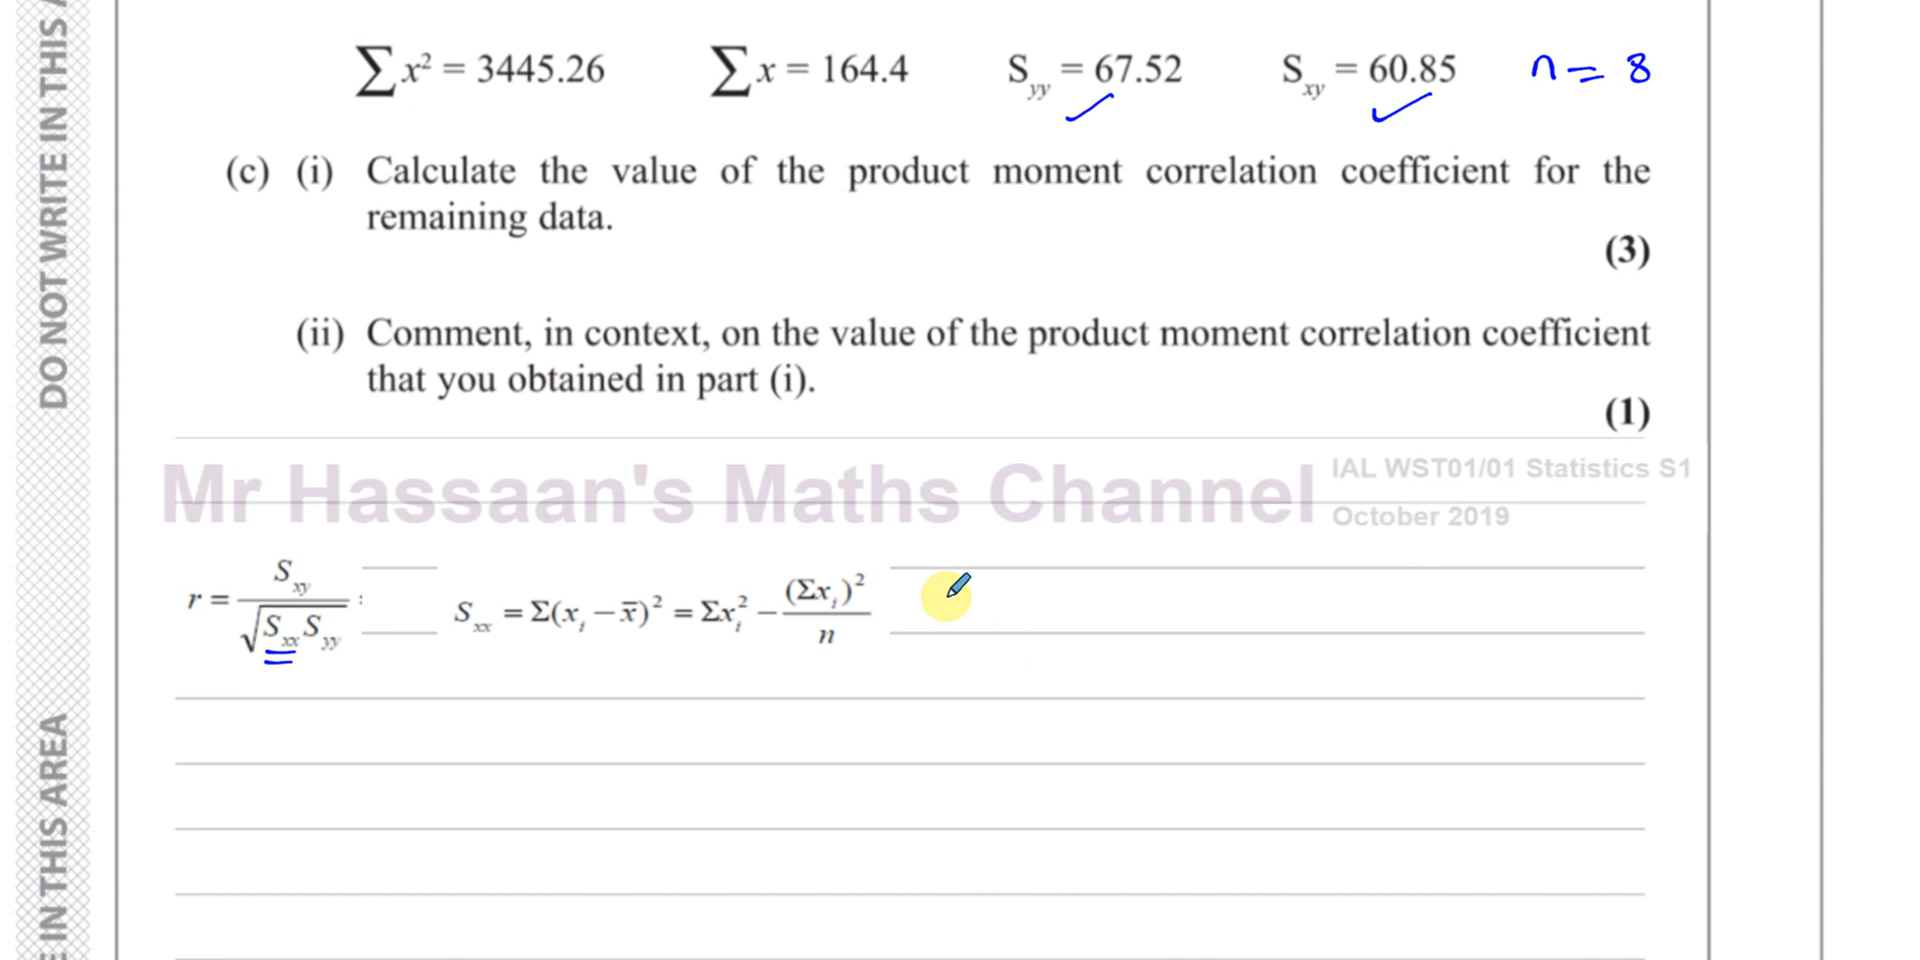 DO NOT WRITE IN THIS A
∑x² = 3445.26 ∑x = 164.4 S_yy = 67.52 S_xy = 60.85 n = 8
(c) (i) Calculate the value of the product moment correlation coefficient for the
remaining data.
(3)
(ii) Comment, in context, on the value of the product moment correlation coefficient
that you obtained in part (i).
(1)
Mr Hassaan's Maths Channel
IAL WST01/01 Statistics S1
October 2019
r = S_xy / √(S_xx S_yy) :
S_xx = Σ(x_i − x̄)² = Σx_i² − (Σx_i)² / n
IN THIS AREA